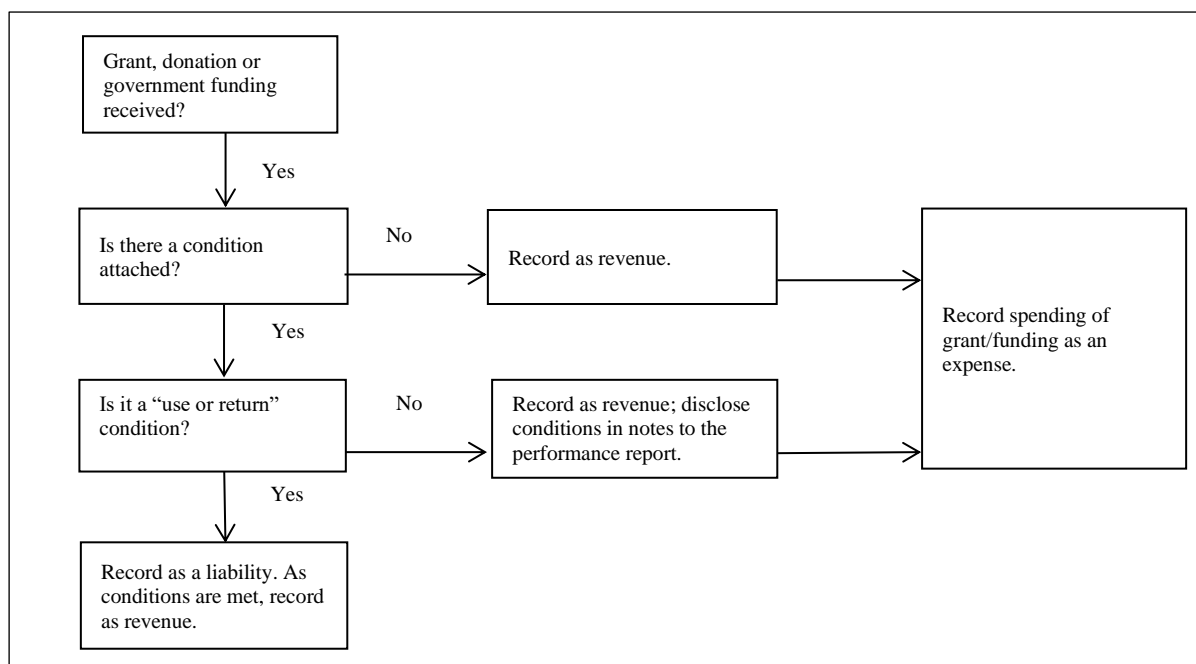 Grant, donation or
government funding
received?
Yes
Is there a condition
attached?
No
Record as revenue.
Record spending of
grant/funding as an
expense.
Yes
Is it a “use or return”
condition?
No
Record as revenue; disclose
conditions in notes to the
performance report.
Yes
Record as a liability. As
conditions are met, record
as revenue.